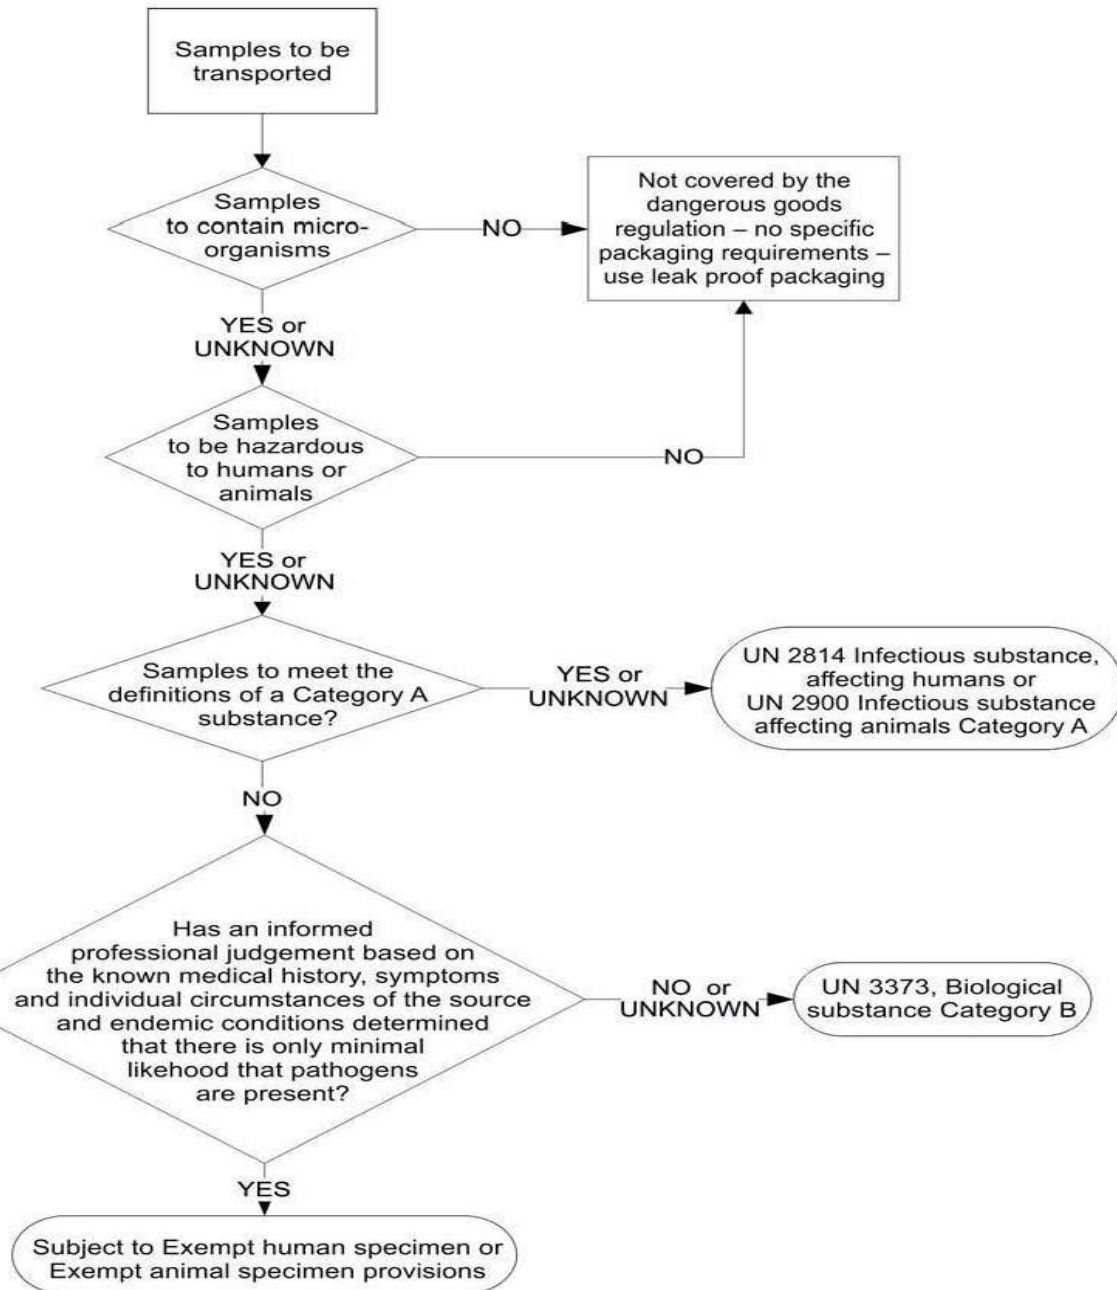 Samples to be
transported
Samples
to contain micro-
organisms
NO
Not covered by the
dangerous goods
regulation – no specific
packaging requirements –
use leak proof packaging
YES or
UNKNOWN
Samples
to be hazardous
to humans or
animals
NO
YES or
UNKNOWN
Samples to meet the
definitions of a Category A
substance?
YES or
UNKNOWN
UN 2814 Infectious substance,
affecting humans or
UN 2900 Infectious substance
affecting animals Category A
NO
Has an informed
professional judgement based on
the known medical history, symptoms
and individual circumstances of the source
and endemic conditions determined
that there is only minimal
likehood that pathogens
are present?
NO or
UNKNOWN
UN 3373, Biological
substance Category B
YES
Subject to Exempt human specimen or
Exempt animal specimen provisions